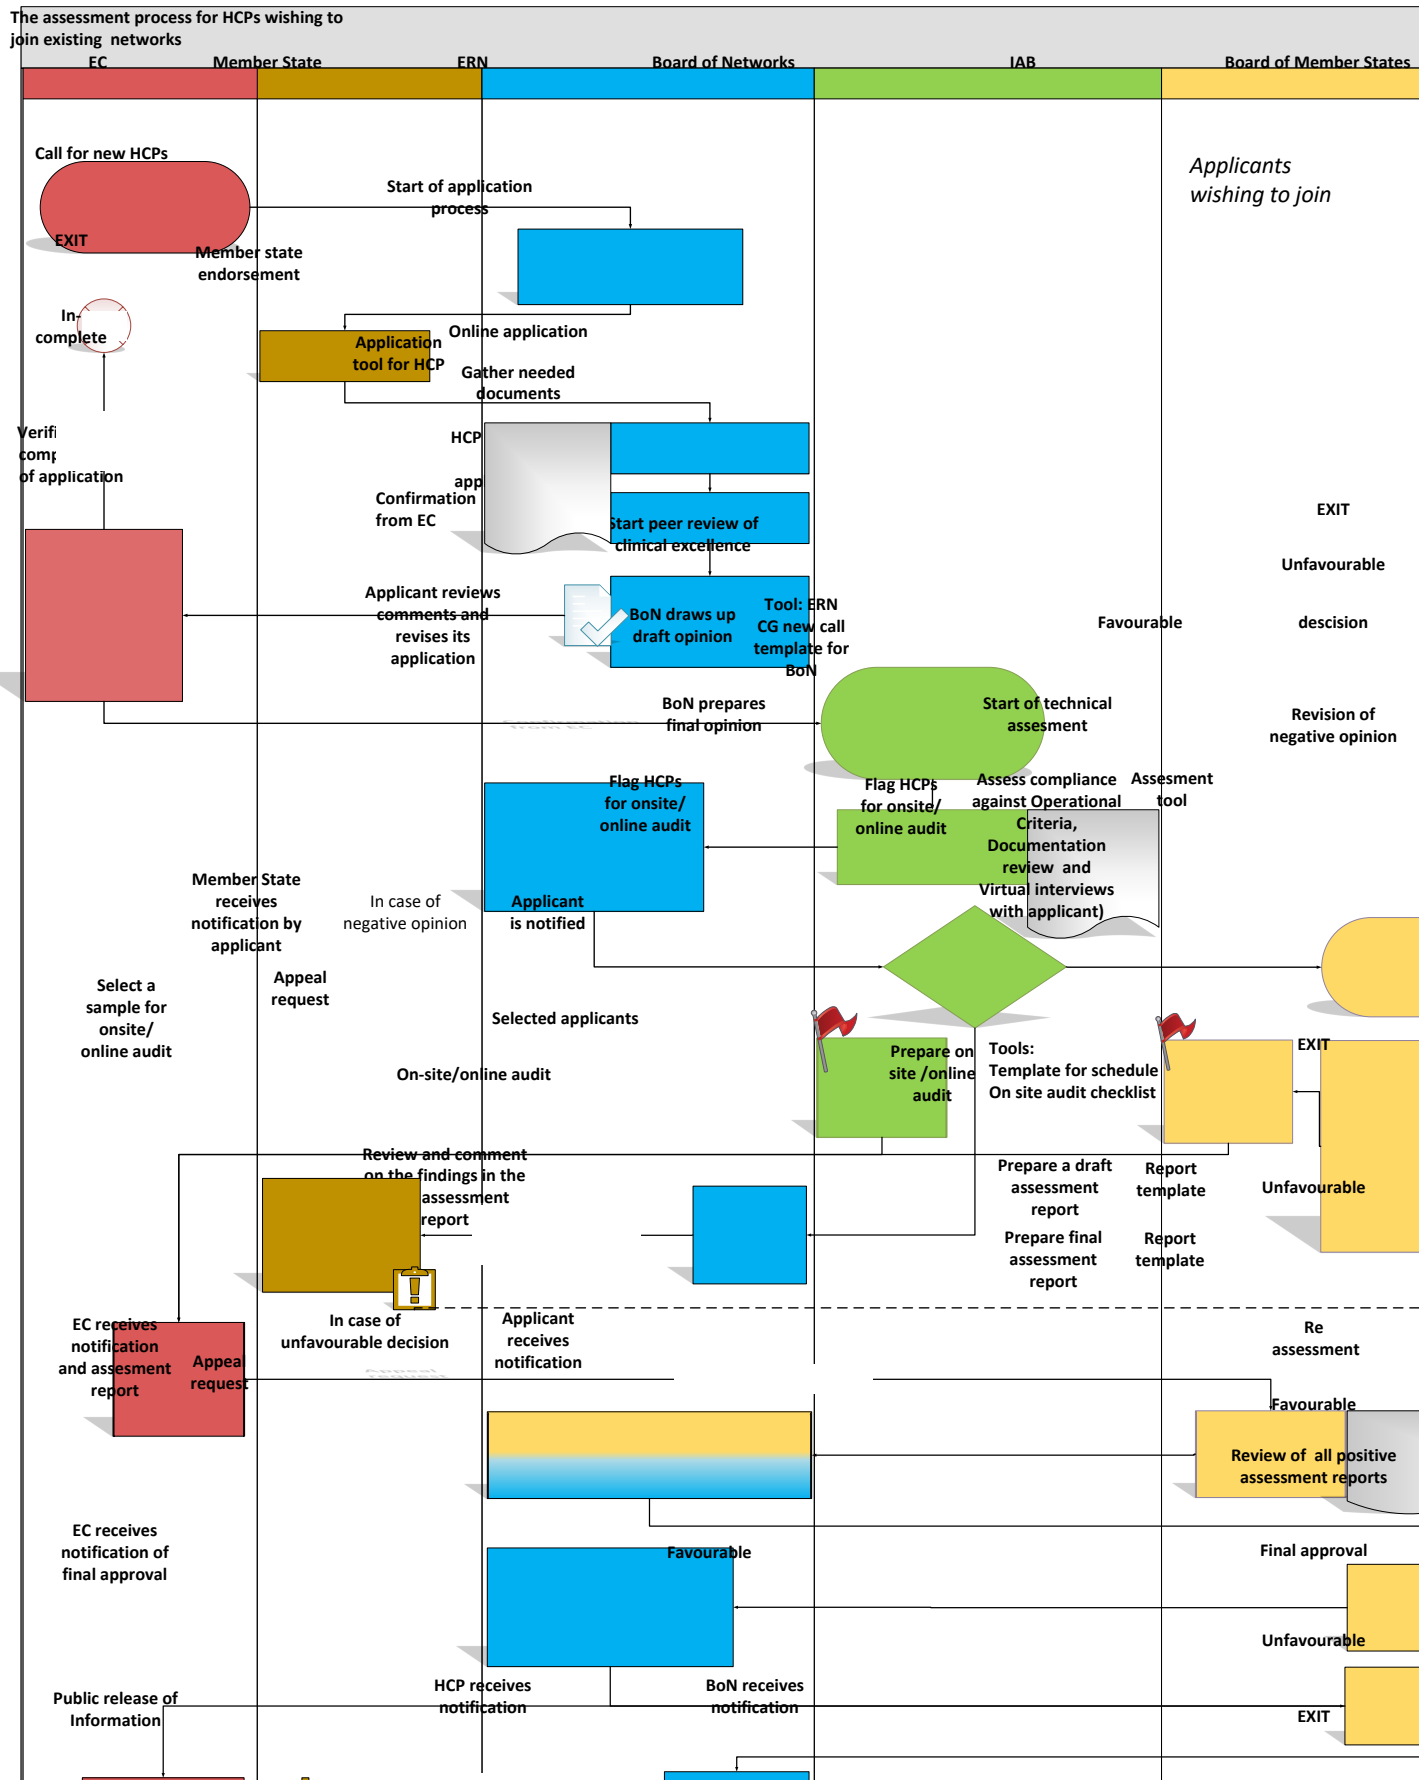 The assessment process for HCPs wishing to
join existing  networks
EC
Member State
ERN
Board of Networks
IAB
Board of Member States
Call for new HCPs
Applicants
wishing to join
Start of application
process
EXIT
Member state
endorsement
In-
complete
Online application
Application
tool for HCP
Gather needed
documents
of application
HCP
app
Confirmation
from EC
Start peer review of
clinical excellence
EXIT
Unfavourable
Applicant reviews
comments and
revises its
application
BoN draws up
draft opinion
Tool: ERN
CG new call
template for
BoN
Favourable
descision
BoN prepares
final opinion
Start of technical
assesment
Revision of
negative opinion
Confirmation
from EC
Flag HCPs
for onsite/
online audit
Flag HCPs
for onsite/
online audit
Assess compliance
against Operational
Criteria,
Documentation
review  and
Virtual interviews
with applicant)
Assesment
tool
Member State
receives
notification by
applicant
In case of
negative opinion
Applicant
is notified
Select a
sample for
onsite/
online audit
Appeal
request
Selected applicants
On-site/online audit
Prepare on
site /online
audit
Tools:
Template for schedule
On site audit checklist
EXIT
Review and comment
on the findings in the
assessment
report
Prepare a draft
assessment
report
Report
template
Unfavourable
Prepare final
assessment
report
Report
template
EC receives
notification
and assesment
report
Appeal
request
In case of
unfavourable decision
Applicant
receives
notification
Re
assessment
Appeal
request
Favourable
Review of  all positive
assessment reports
EC receives
notification of
final approval
Favourable
Final approval
Unfavourable
Public release of
Information
HCP receives
notification
BoN receives
notification
EXIT